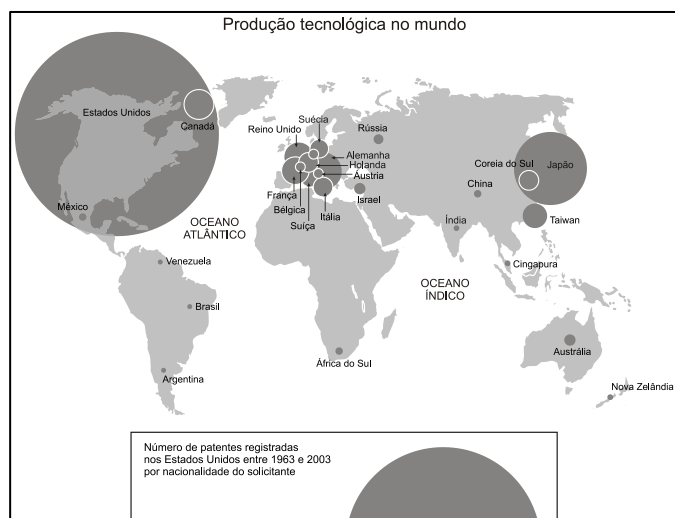 Produção tecnológica no mundo
Estados Unidos
Canadá
México
Suécia
Reino Unido
Rússia
Alemanha
Holanda
Áustria
França
Bélgica
Suíça
Itália
Israel
Coreia do Sul
Japão
China
Índia
Taiwan
OCEANO
ATLÂNTICO
Venezuela
Brasil
Argentina
OCEANO
ÍNDICO
Cingapura
África do Sul
Austrália
Nova Zelândia
Número de patentes registradas
nos Estados Unidos entre 1963 e 2003
por nacionalidade do solicitante